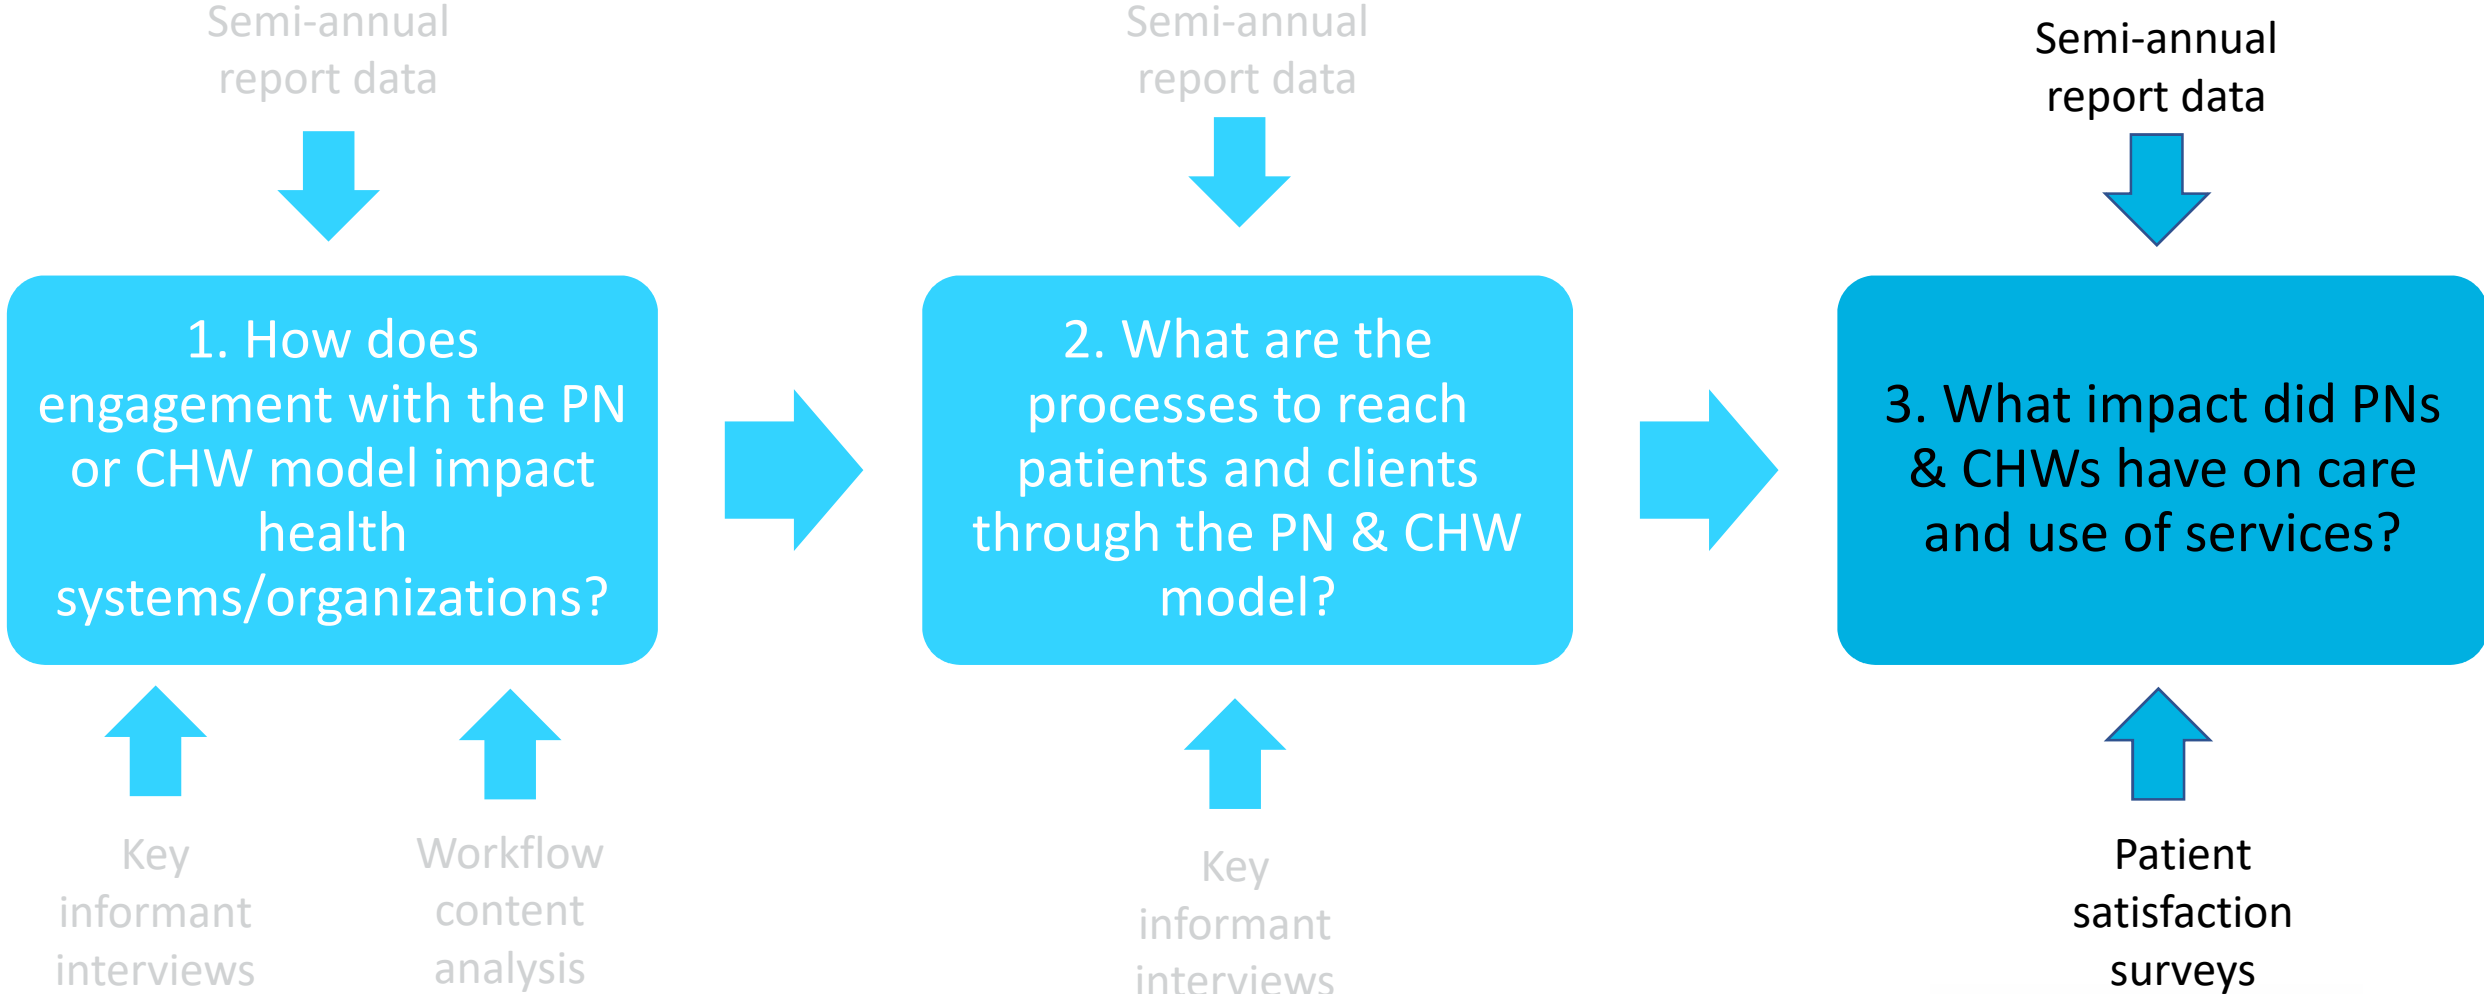 Semi-annual
report data
1. How does
engagement with the PN
or CHW model impact
health
systems/organizations?
Key
informant
interviews
Workflow
content
analysis
Semi-annual
report data
2. What are the
processes to reach
patients and clients
through the PN & CHW
model?
Key
informant
interviews
Semi-annual
report data
3. What impact did PNs
& CHWs have on care
and use of services?
Patient
satisfaction
surveys